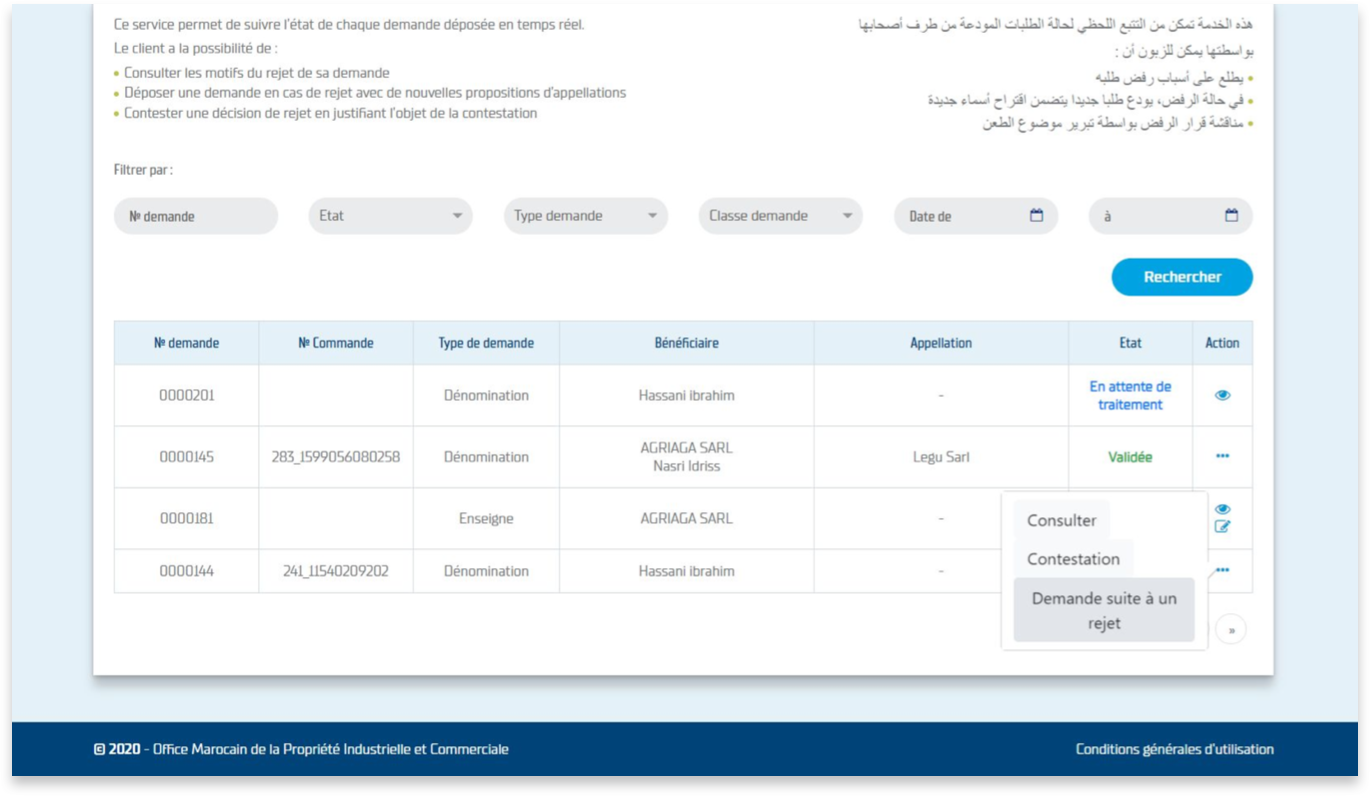 Ce service permet de suivre l'état de chaque demande déposée en temps réel.
Le client a la possibilité de :
• Consulter les motifs du rejet de sa demande
• Déposer une demande en cas de rejet avec de nouvelles propositions d'appellations
• Contester une décision de rejet en justifiant l'objet de la contestation
هذه الخدمة تمكن من التتبع اللحظي لحالة الطلبات المودعة من طرف أصحابها
بواسطتها يمكن للزبون أن :
• يطلع على أسباب رفض طلبه
• في حالة الرفض، يودع طلبا جديدا يتضمن اقتراح أسماء جديدة
• مناقشة قرار الرفض بواسطة تبرير موضوع الطعن
Filtrer par :
№ demande Etat Type demande Classe demande Date de à
Rechercher
№ demande № Commande Type de demande Bénéficiaire Appellation Etat Action
0000201 Dénomination Hassani ibrahim - En attente de traitement
0000145 283_1599056080258 Dénomination AGRIAGA SARL Nasri Idriss Legu Sarl Validée ...
0000181 Enseigne AGRIAGA SARL -
0000144 241_11540209202 Dénomination Hassani ibrahim - ...
Consulter
Contestation
Demande suite à un
rejet
»
© 2020 - Office Marocain de la Propriété Industrielle et Commerciale
Conditions générales d'utilisation